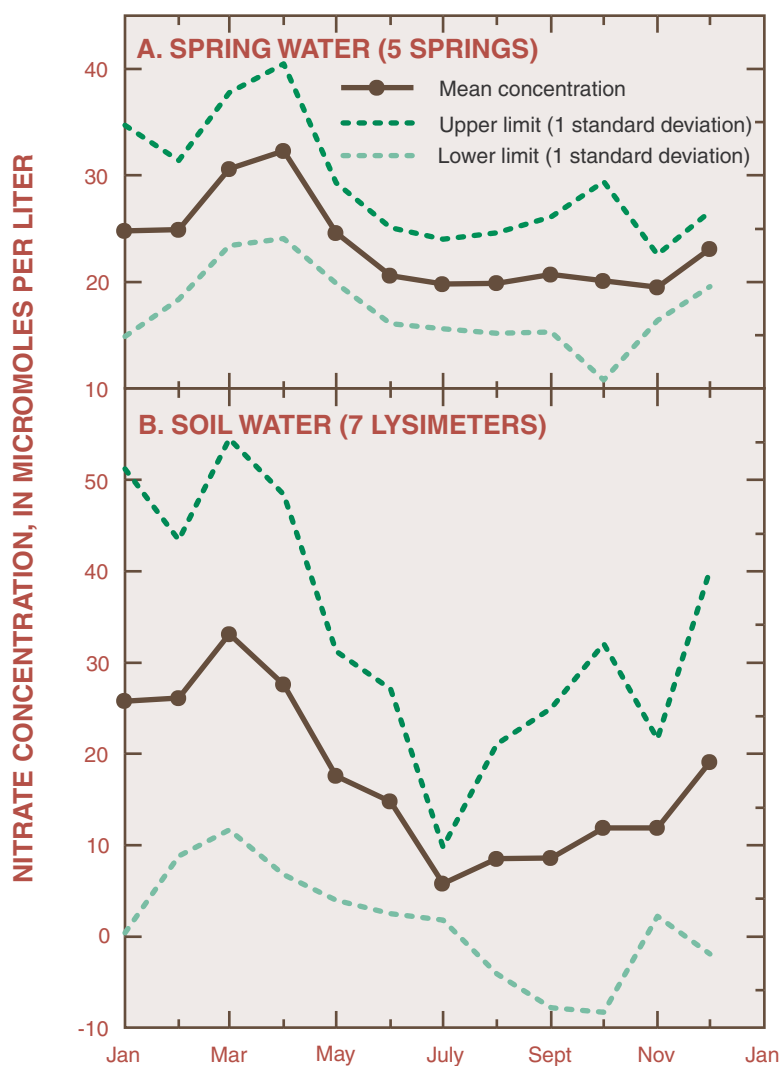 NITRATE CONCENTRATION, IN MICROMOLES PER LITER
A. SPRING WATER (5 SPRINGS)
Mean concentration
Upper limit (1 standard deviation)
Lower limit (1 standard deviation)
40
30
20
10
B. SOIL WATER (7 LYSIMETERS)
50
40
30
20
10
0
-10
Jan Mar May July Sept Nov Jan